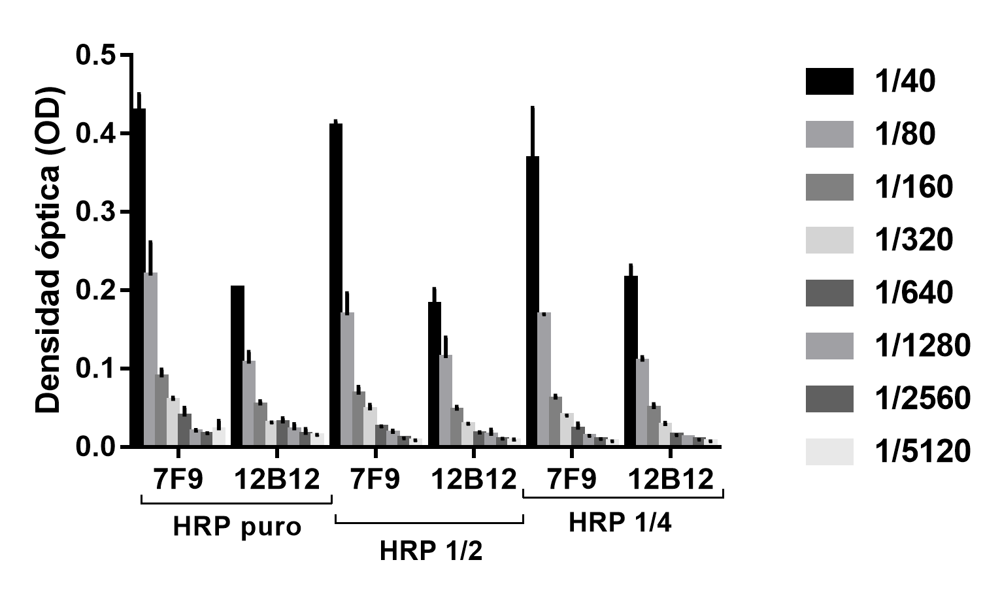 Densidad óptica (OD)
0.5
0.4
0.3
0.2
0.1
0.0
7F9 12B12 7F9 12B12 7F9 12B12
HRP puro
HRP 1/2
HRP 1/4
1/40
1/80
1/160
1/320
1/640
1/1280
1/2560
1/5120